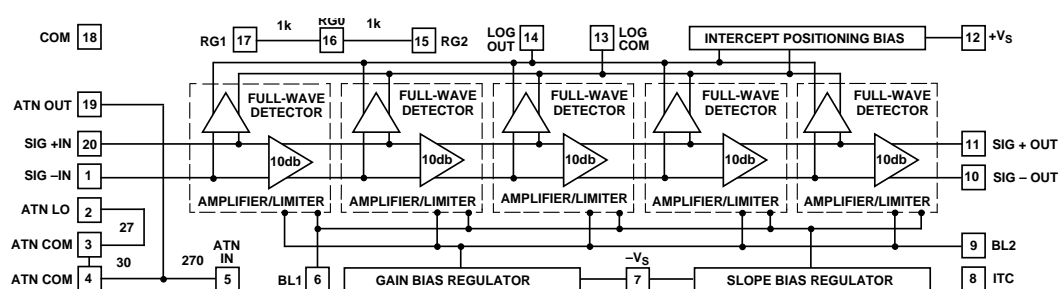 COM 18
RG1 17
1k
RG0
16
1k
15 RG2
LOG
OUT
14
13
LOG
COM
INTERCEPT POSITIONING BIAS
12 +VS
ATN OUT 19
FULL-WAVE
DETECTOR
FULL-WAVE
DETECTOR
FULL-WAVE
DETECTOR
FULL-WAVE
DETECTOR
FULL-WAVE
DETECTOR
SIG +IN 20
11 SIG + OUT
10db
10db
10db
10db
10db
SIG –IN 1
10 SIG – OUT
AMPLIFIER/LIMITER
AMPLIFIER/LIMITER
AMPLIFIER/LIMITER
AMPLIFIER/LIMITER
AMPLIFIER/LIMITER
ATN LO 2
27
ATN COM 3
9 BL2
30
270
ATN
IN
5
ATN COM 4
BL1 6
GAIN BIAS REGULATOR
–VS
7
SLOPE BIAS REGULATOR
8 ITC